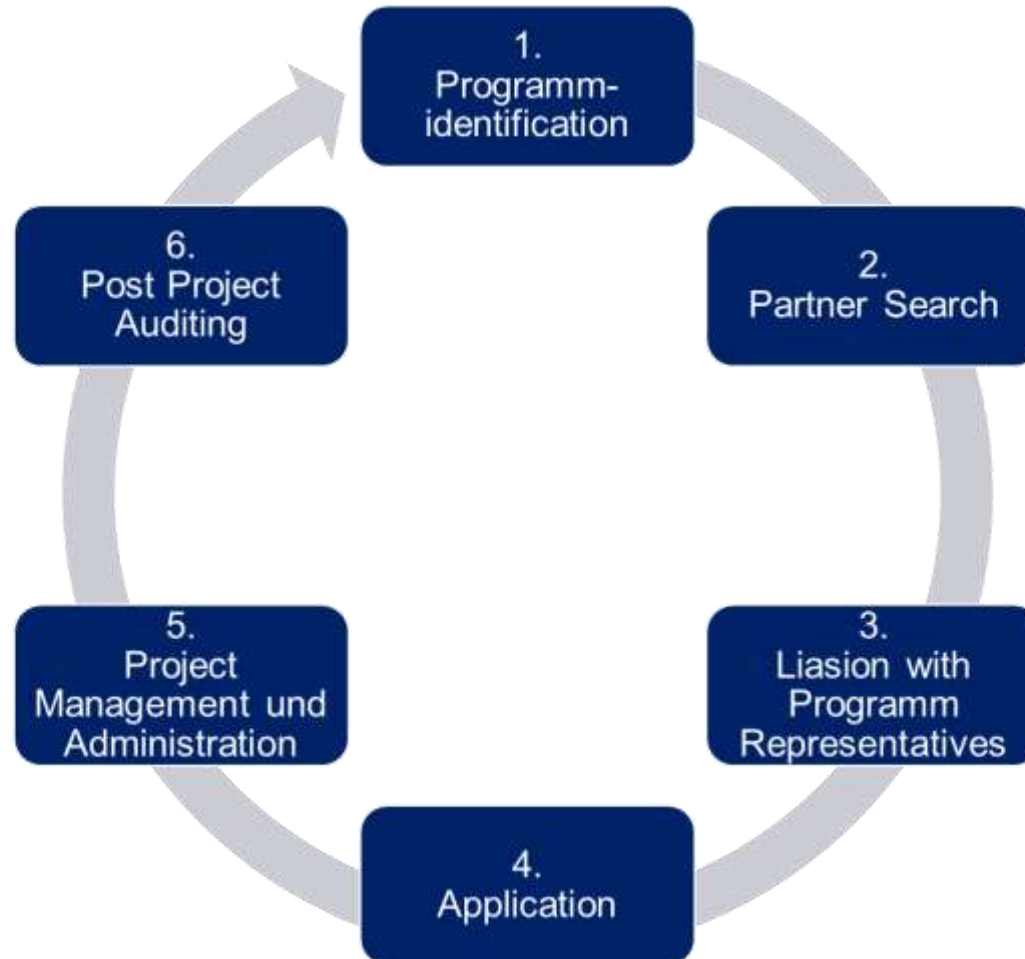 1.
Programm-
identification
2.
Partner Search
3.
Liasion with
Programm
Representatives
4.
Application
5.
Project
Management und
Administration
6.
Post Project
Auditing